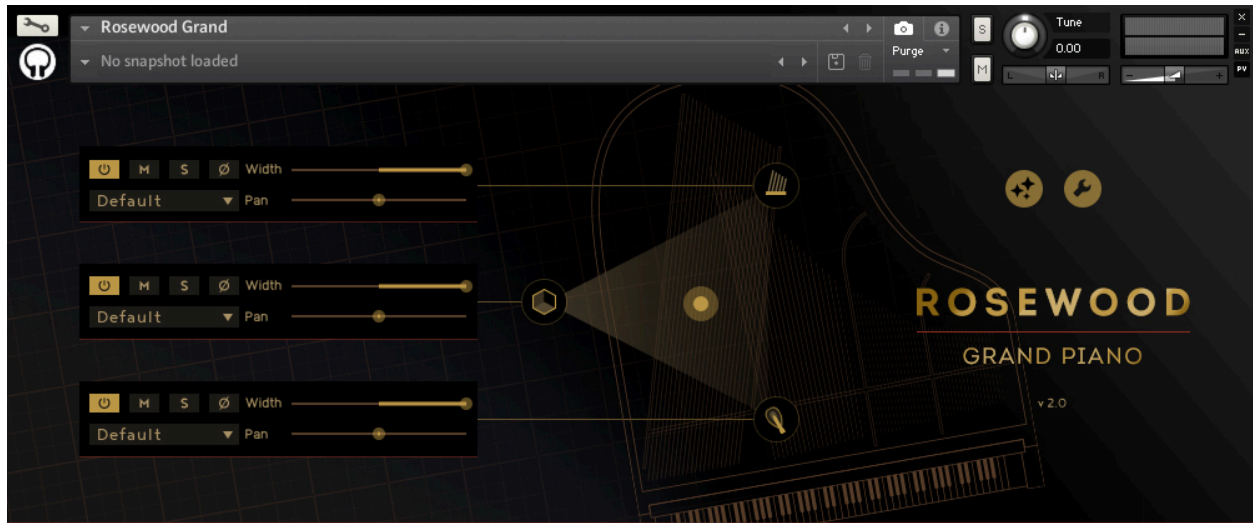 Rosewood Grand
No snapshot loaded
Purge
S
M
Tune
0.00
L R
- +
AUX
PV
M S Ø Width
Default Pan
M S Ø Width
Default Pan
M S Ø Width
Default Pan
ROSEWOOD
GRAND PIANO
v 2.0